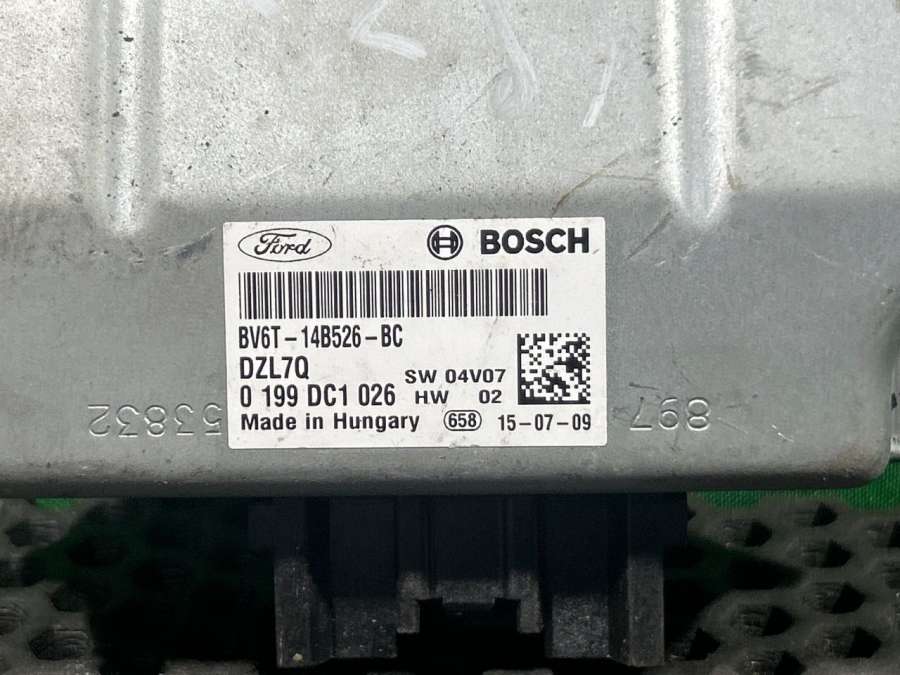 Ford BOSCH
BV6T-14B526-BC
DZL7Q
SW 04V07
0 199 DC1 026 HW 02
Made in Hungary 658 15-07-09
53832
897